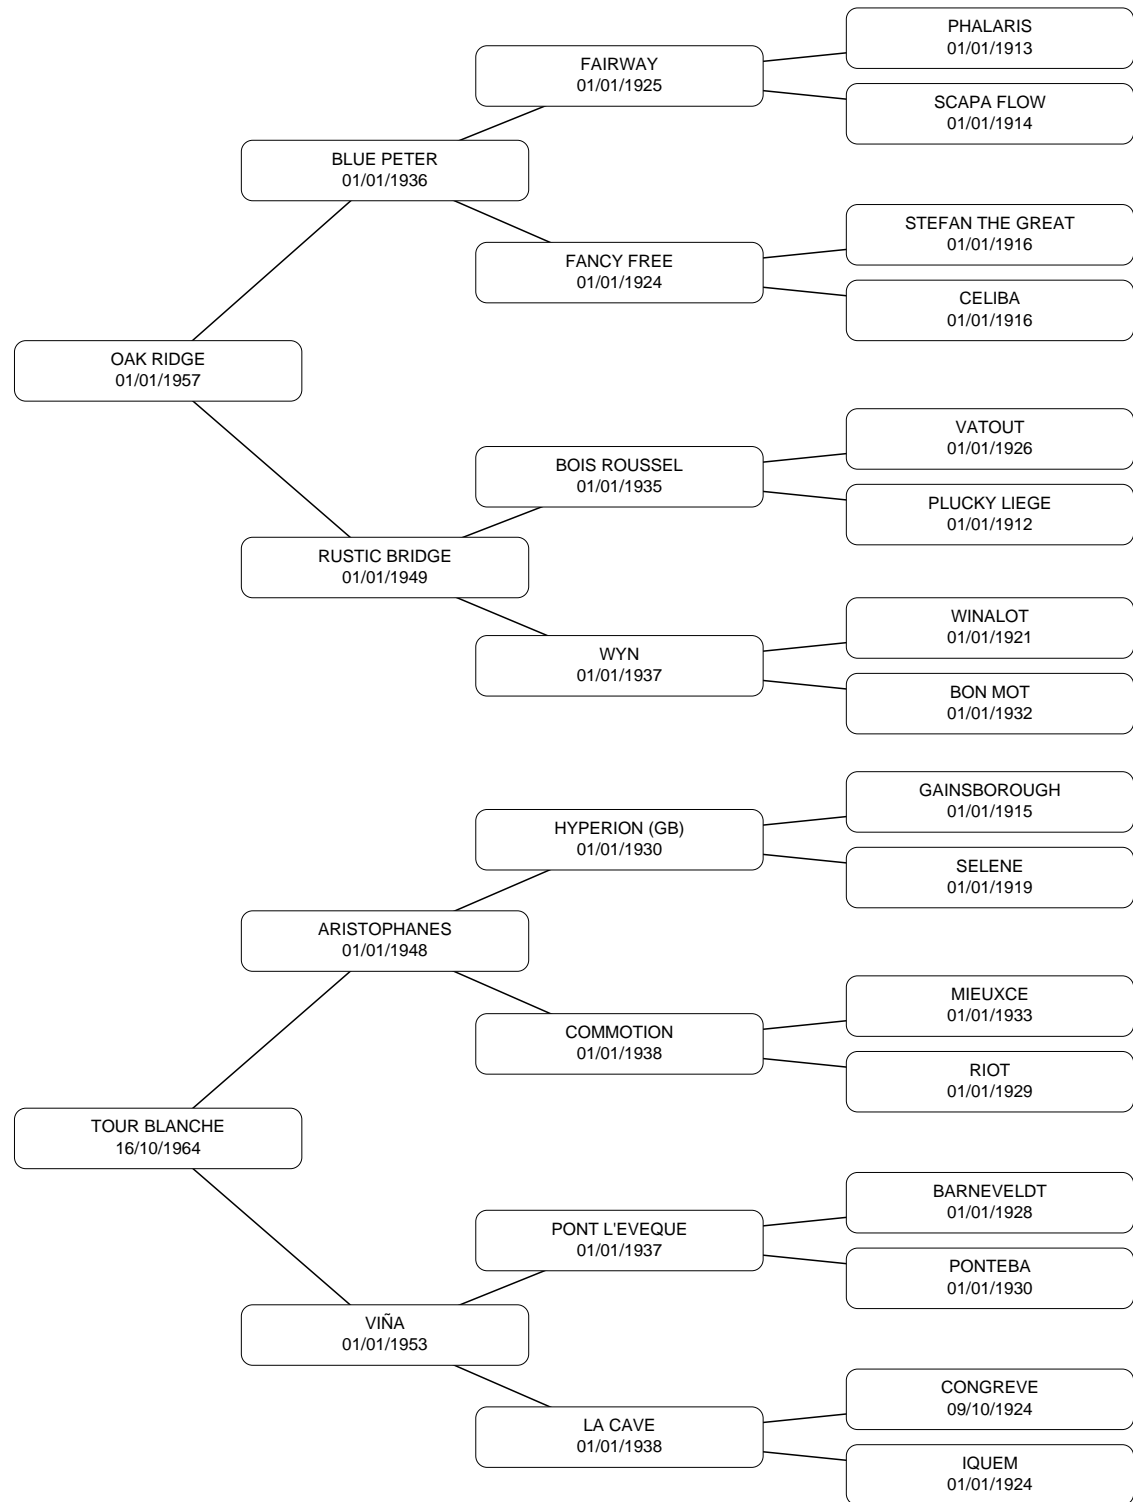 PHALARIS
01/01/1913
FAIRWAY
01/01/1925
SCAPA FLOW
01/01/1914
BLUE PETER
01/01/1936
STEFAN THE GREAT
01/01/1916
FANCY FREE
01/01/1924
CELIBA
01/01/1916
OAK RIDGE
01/01/1957
VATOUT
01/01/1926
BOIS ROUSSEL
01/01/1935
PLUCKY LIEGE
01/01/1912
RUSTIC BRIDGE
01/01/1949
WINALOT
01/01/1921
WYN
01/01/1937
BON MOT
01/01/1932
GAINSBOROUGH
01/01/1915
HYPERION (GB)
01/01/1930
SELENE
01/01/1919
ARISTOPHANES
01/01/1948
MIEUXCE
01/01/1933
COMMOTION
01/01/1938
RIOT
01/01/1929
TOUR BLANCHE
16/10/1964
BARNEVELDT
01/01/1928
PONT L'EVEQUE
01/01/1937
PONTEBA
01/01/1930
VIÑA
01/01/1953
CONGREVE
09/10/1924
LA CAVE
01/01/1938
IQUEM
01/01/1924